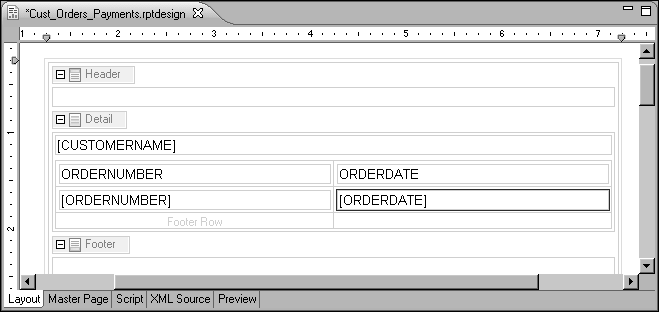 *Cust_Orders_Payments.rptdesign
1 2 3 4 5 6 7
Header
1
Detail
[CUSTOMERNAME]
ORDERNUMBER ORDERDATE
[ORDERNUMBER] [ORDERDATE]
Footer Row
2
Footer
Layout Master Page Script XML Source Preview